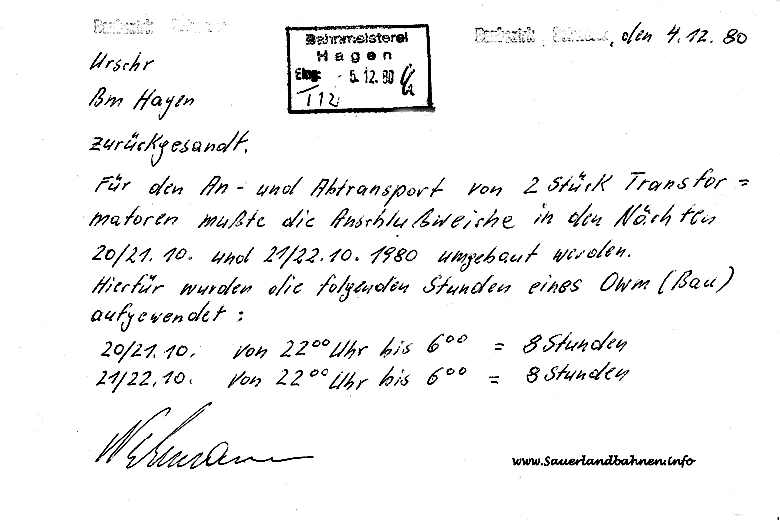 Baubezirk
Baubezirk, den 4.12.80
Urschr
Bm Hagen
Bahnmeisterei
Hagen
Eing: 5.12.80
112
zurückgesandt.
Für den An- und Abtransport von 2 Stück Transfor=
matoren mußte die Anschlußweiche in den Nächten
20/21.10. und 21/22.10.1980 umgebaut werden.
Hierfür wurden die folgenden Stunden eines Owm (Bau)
aufgewendet:
20/21.10. von 22⁰⁰ Uhr bis 6⁰⁰ = 8 Stunden
21/22.10. von 22⁰⁰ Uhr bis 6⁰⁰ = 8 Stunden
www.Sauerlandbahnen.info